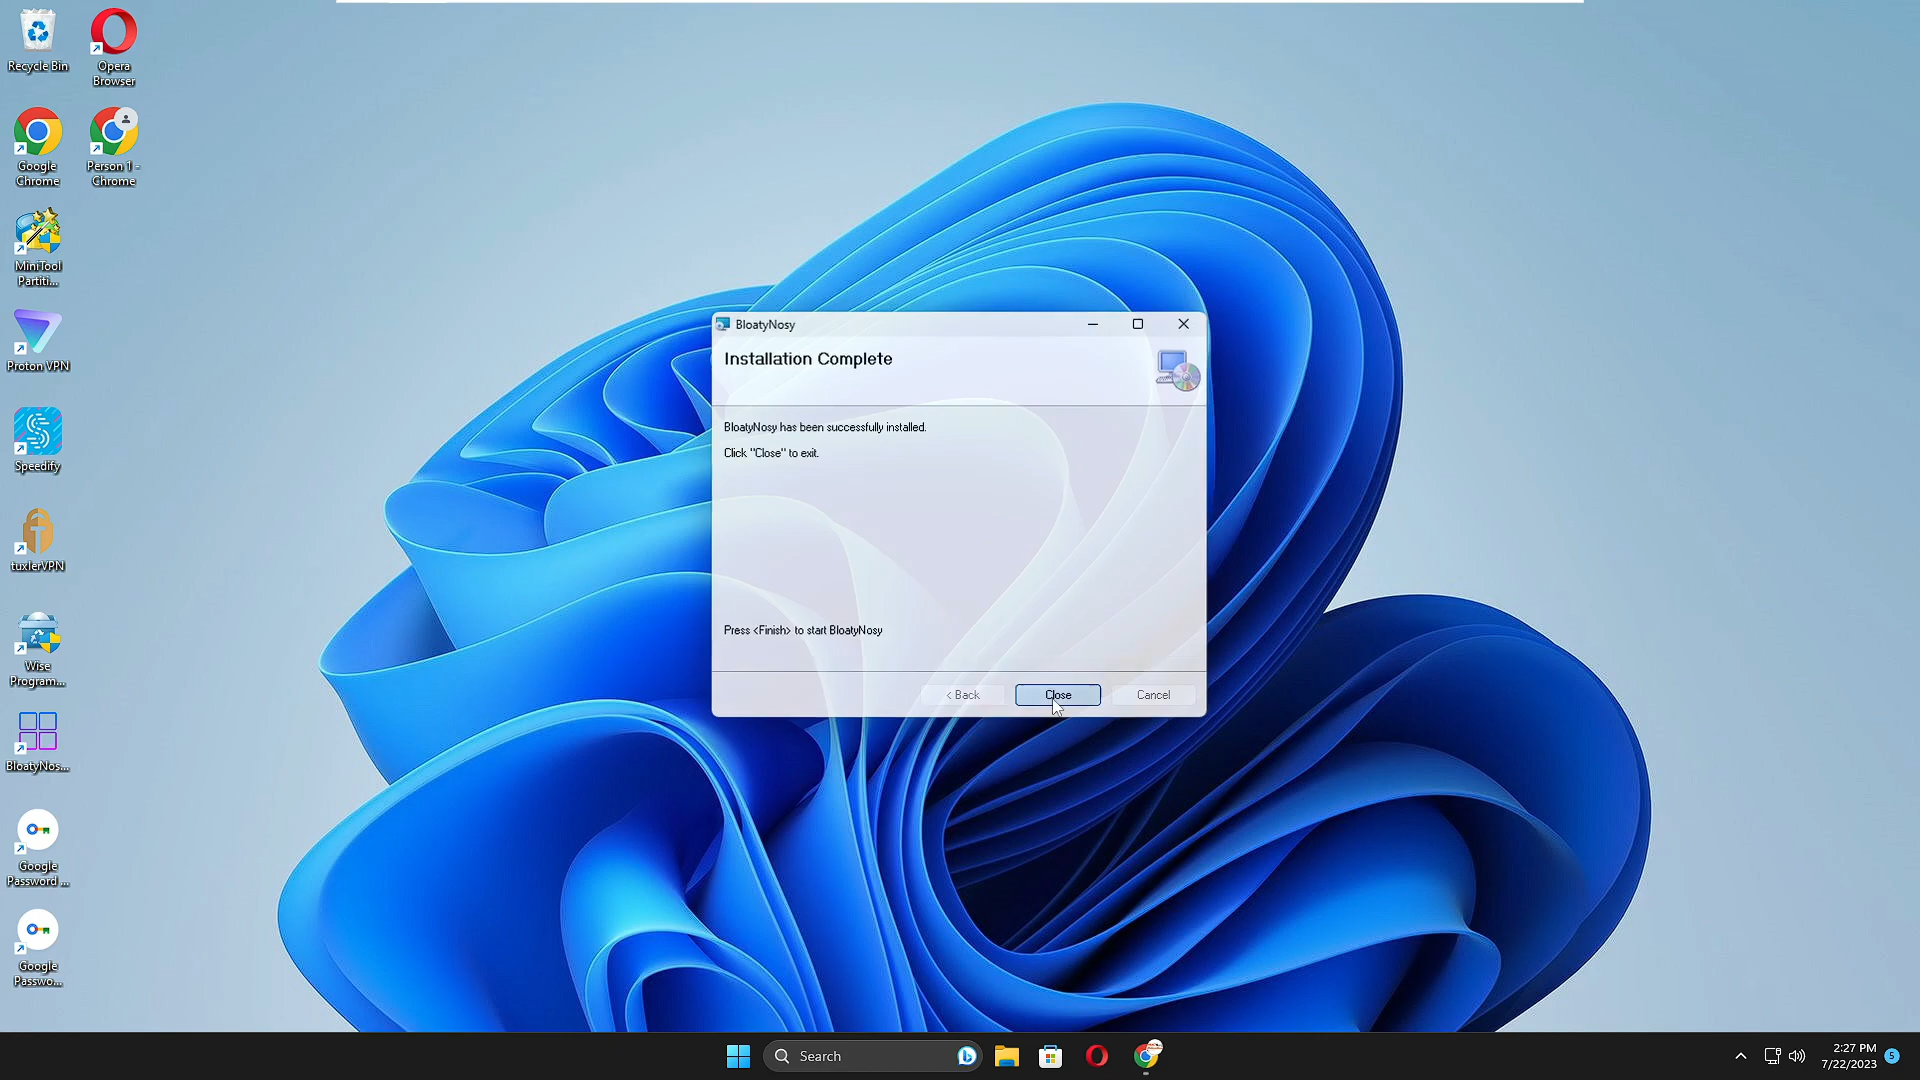 Recycle Bin
Opera
Browser
Google
Chrome
Person 1 -
Chrome
MiniTool
Partiti...
Proton VPN
Speedify
tuxlerVPN
Wise
Program...
BloatyNos...
Google
Password ...
Google
Passwo...
BloatyNosy
Installation Complete
BloatyNosy has been successfully installed.
Click "Close" to exit.
Press <Finish> to start BloatyNosy
< Back
Close
Cancel
Search
2:27 PM
7/22/2023
5